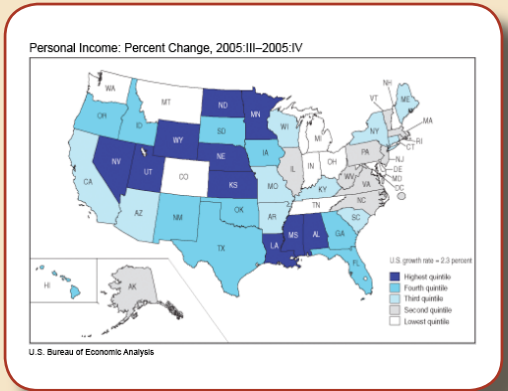 Personal Income: Percent Change, 2005:III–2005:IV
WA
MT
ND
MN
OR
ID
WY
SD
WI
MI
NH
VT
ME
NY
MA
RI
CT
NV
UT
CO
NE
IA
IL
IN
OH
PA
NJ
DE
MD
DC
CA
KS
MO
KY
WV
VA
AZ
NM
OK
AR
TN
NC
SC
TX
LA
MS
AL
GA
FL
HI
AK
U.S. growth rate = 2.3 percent
Highest quintile
Fourth quintile
Third quintile
Second quintile
Lowest quintile
U.S. Bureau of Economic Analysis